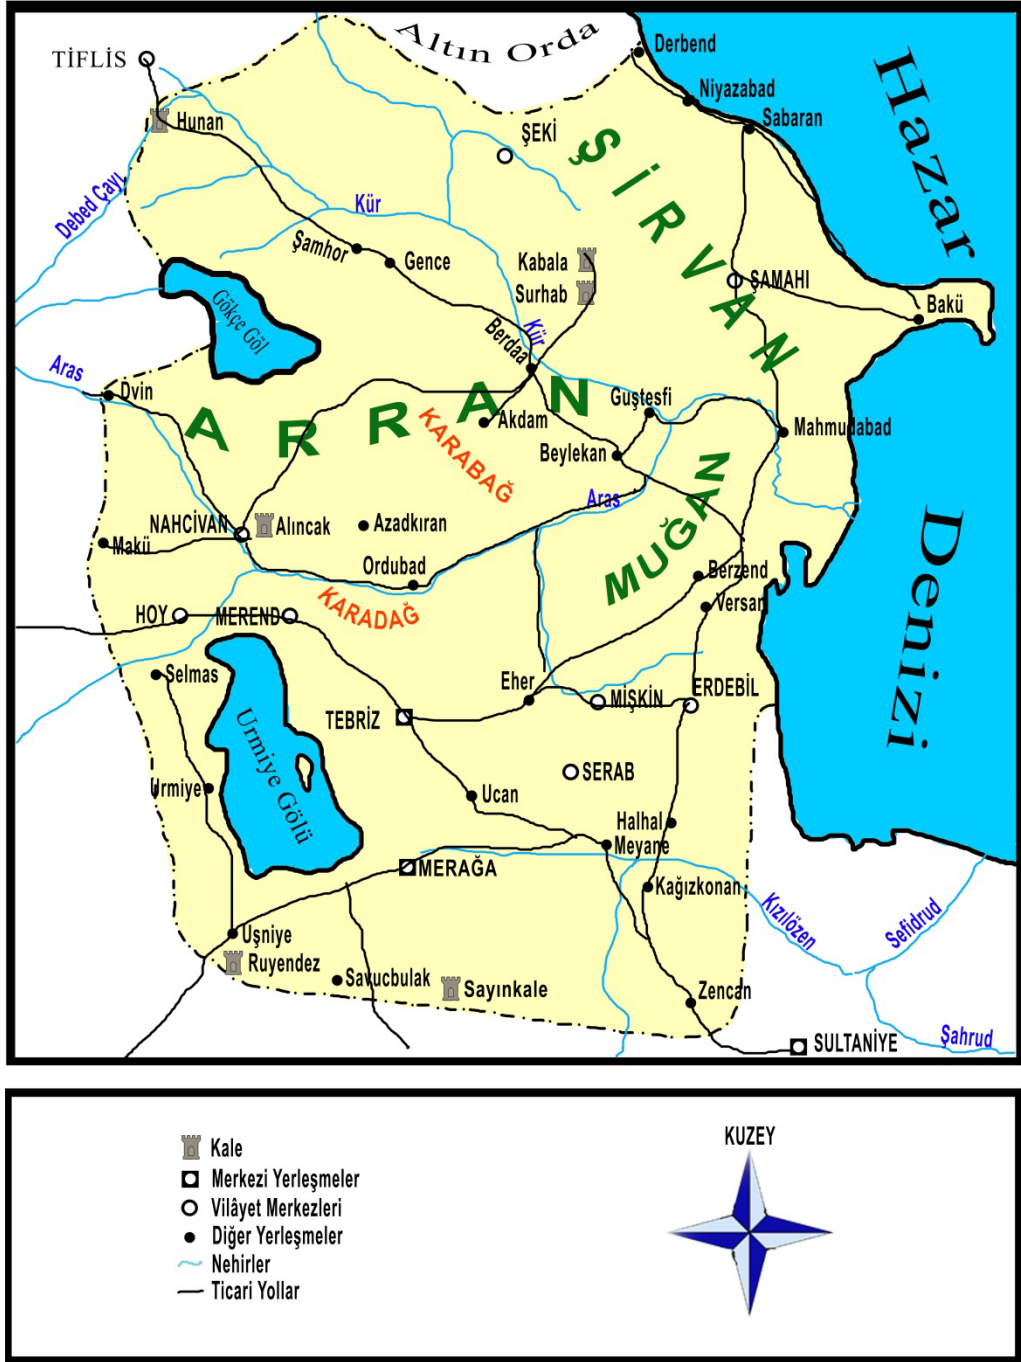 Altın Orda
TİFLİS
Derbend
Hazar
Niyazabad
Hunan
Sabaran
ŞEKİ
ŞİRVAN
Debed Çayı
Kür
Şamhor
Gence
Kabala
Surhab
ŞAMAHI
Gökçe Göl
Bakü
Kür
Berdaa
Aras
Dvin
ARRAN
KARABAĞ
Akdam
Guştesfi
Mahmudabad
Beylekan
MUĞAN
Aras
NAHCİVAN
Alıncak
Azadkıran
Makü
Denizi
Ordubad
KARADAĞ
Berzend
Versan
HOY
MEREND
Selmas
Eher
MİŞKİN
ERDEBİL
TEBRİZ
Urmiye Gölü
SERAB
Urmiye
Ucan
Halhal
Meyane
MERAĞA
Kağızkonan
Kızılözen
Sefidrud
Uşniye
Ruyendez
Savucbulak
Sayınkale
Zencan
SULTANİYE
Şahrud
Kale
Merkezi Yerleşmeler
Vilâyet Merkezleri
Diğer Yerleşmeler
Nehirler
Ticari Yollar
KUZEY